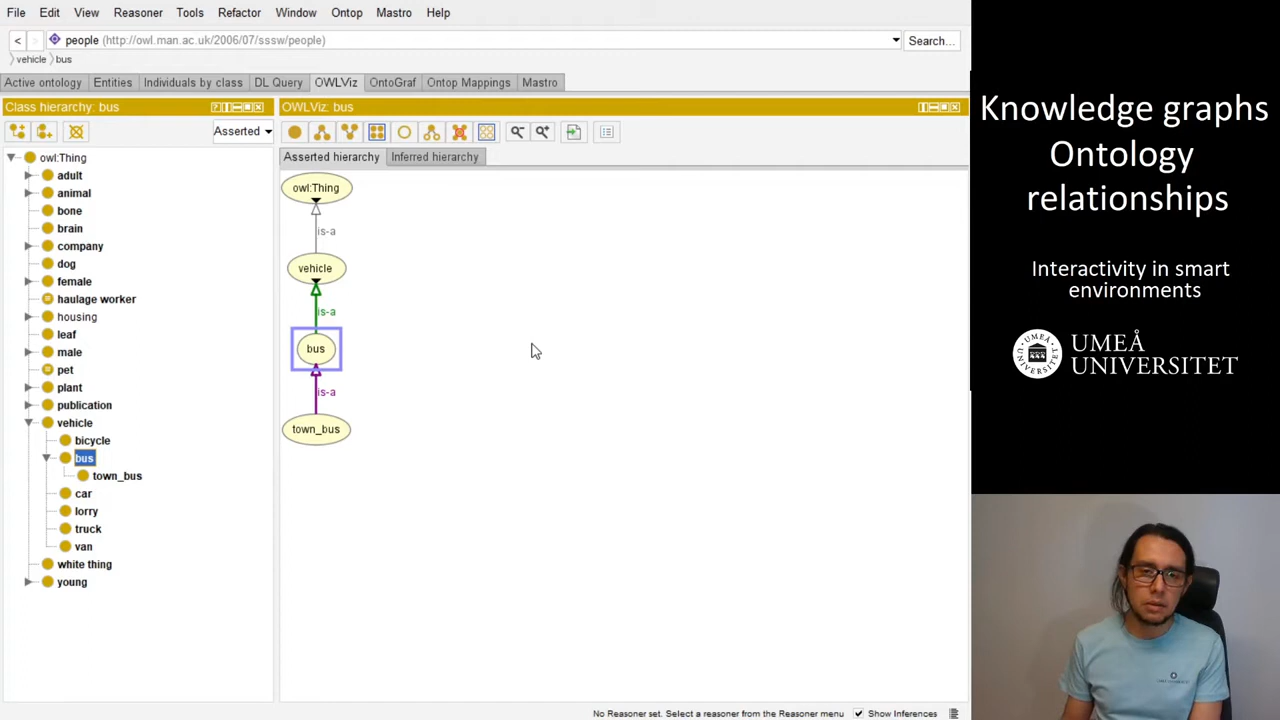 File Edit View Reasoner Tools Refactor Window Ontop Mastro Help
< > people (http://owl.man.ac.uk/2006/07/sssw/people) Search...
vehicle bus
Active ontology Entities Individuals by class DL Query OWLViz OntoGraf Ontop Mappings Mastro
Class hierarchy: bus
Asserted
owl:Thing
adult
animal
bone
brain
company
dog
female
haulage worker
housing
leaf
male
pet
plant
publication
vehicle
bicycle
bus
town_bus
car
lorry
truck
van
white thing
young
OWLViz: bus
Asserted hierarchy Inferred hierarchy
owl:Thing
is-a
vehicle
is-a
bus
is-a
town_bus
No Reasoner set. Select a reasoner from the Reasoner menu Show Inferences
Knowledge graphs
Ontology
relationships
Interactivity in smart
environments
UMEÅ
UNIVERSITET